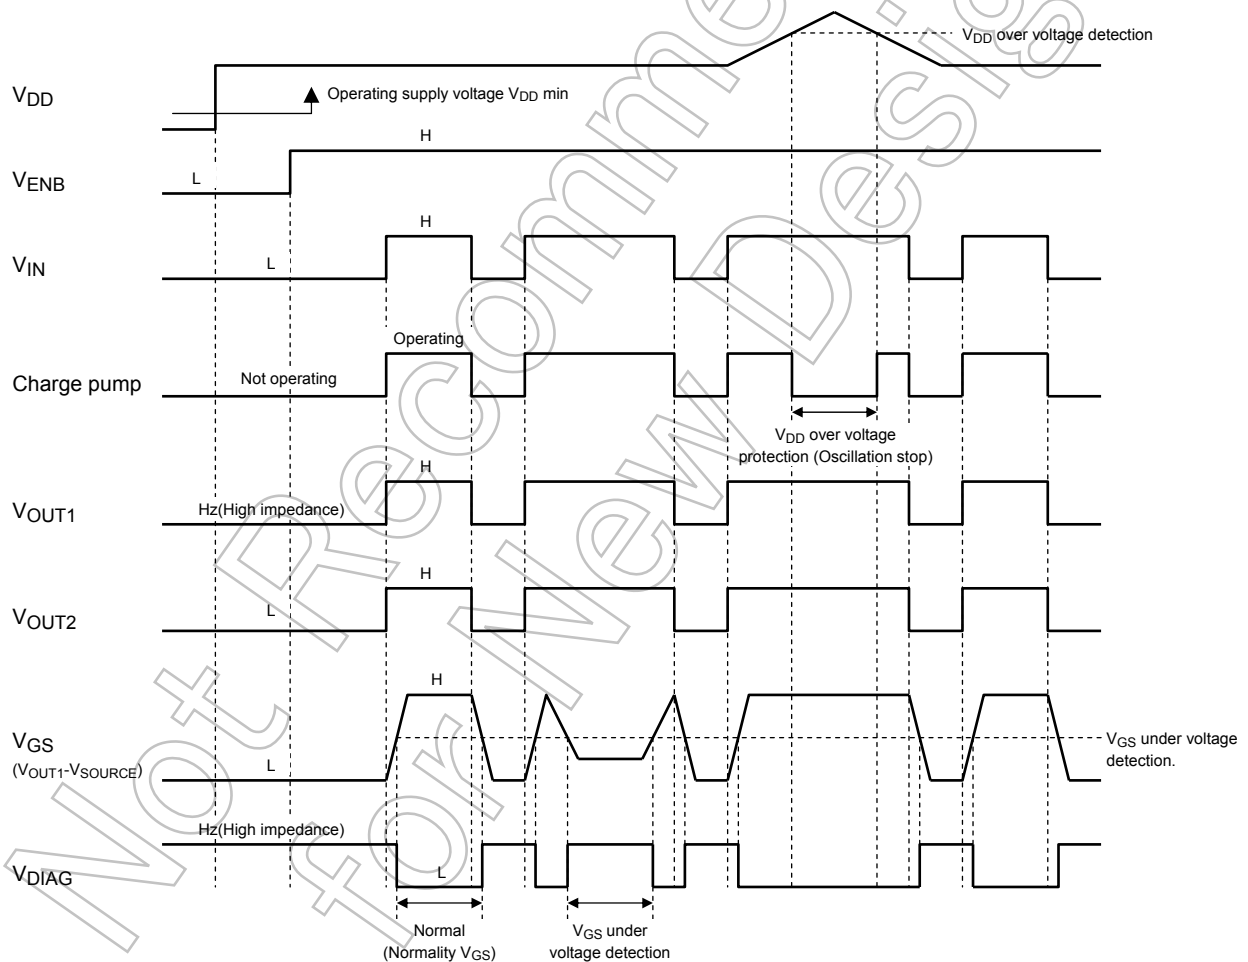 VDD over voltage detection
VDD
Operating supply voltage VDD min
H
VENB
L
H
VIN
L
Operating
Charge pump
Not operating
VDD over voltage
protection (Oscillation stop)
H
VOUT1
Hz(High impedance)
H
VOUT2
L
H
VGS
(VOUT1-VSOURCE)
L
VGS under voltage
detection.
Hz(High impedance)
VDIAG
L
Normal
(Normality VGS)
VGS under
voltage detection
Not Recomme
for New Desig